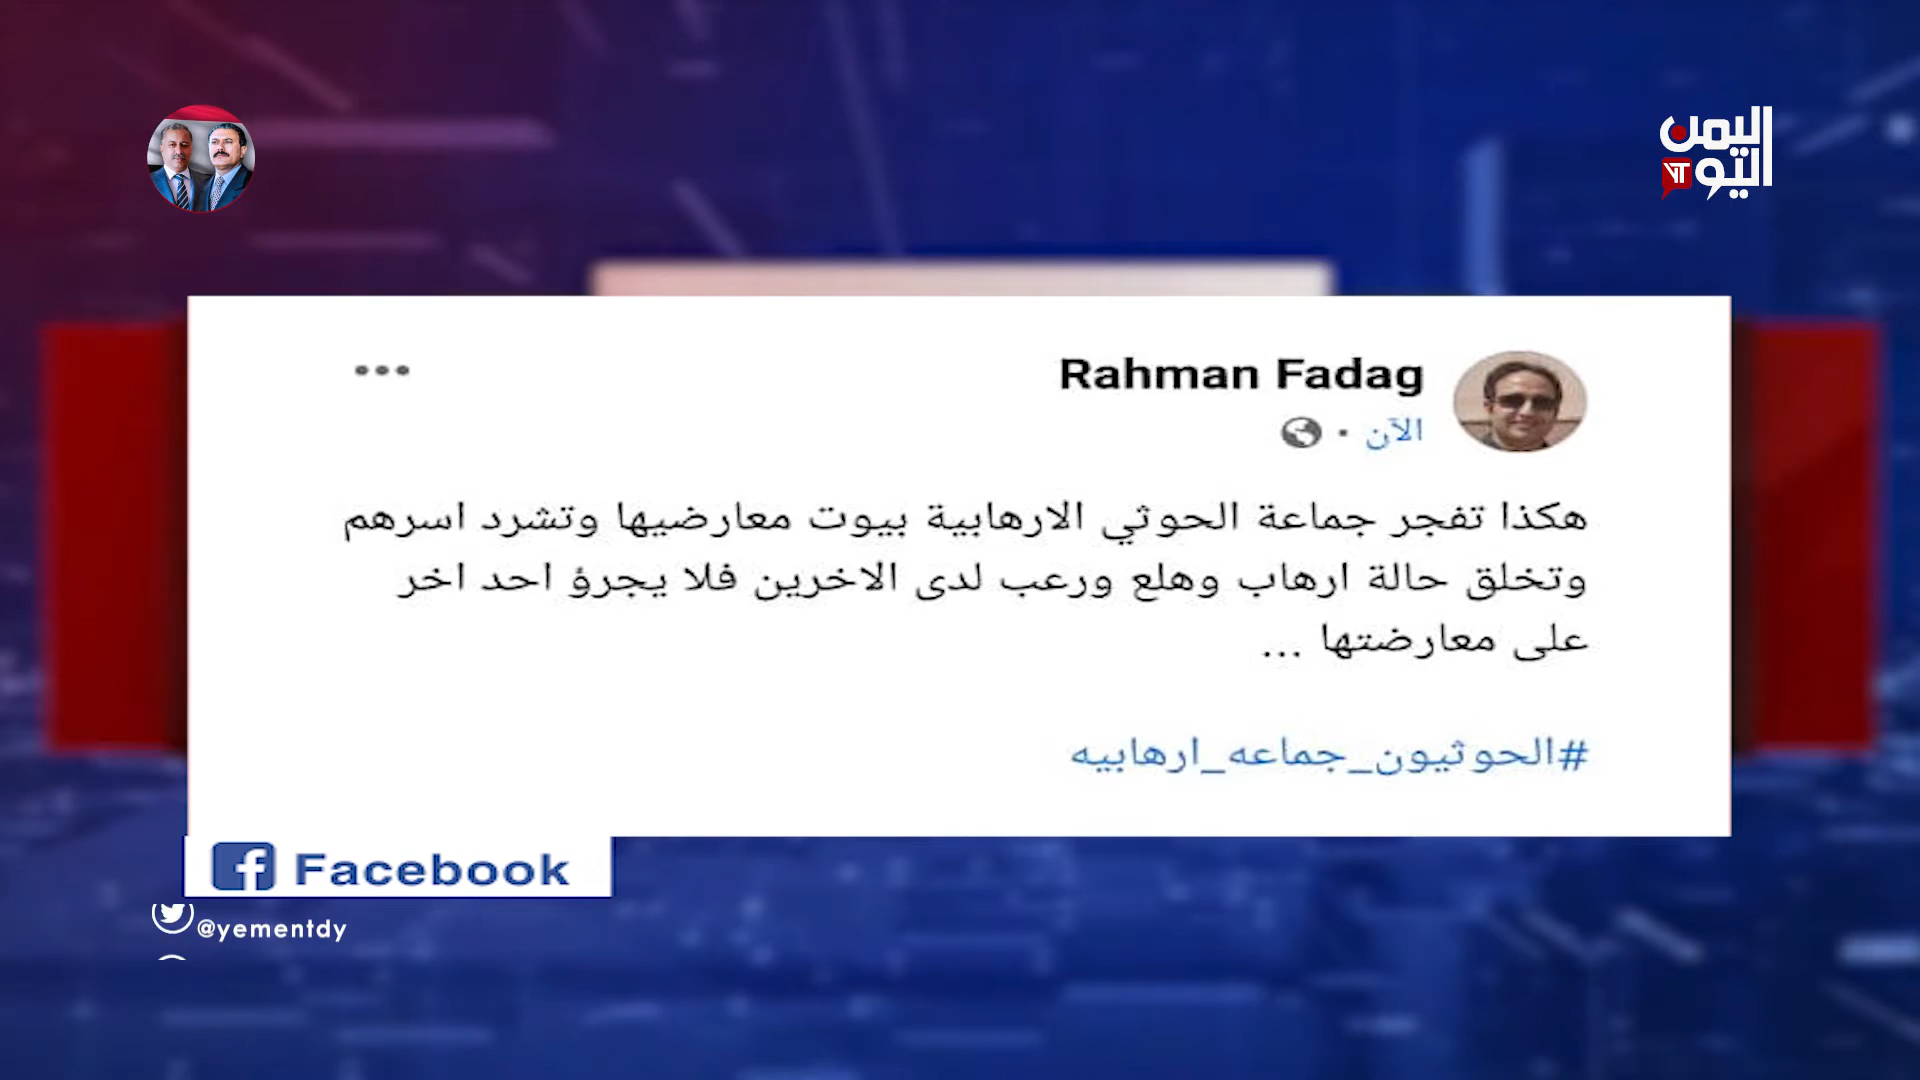 اليمن
اليوم
YT
Rahman Fadag
الآن
هكذا تفجر جماعة الحوثي الارهابية بيوت معارضيها وتشرد اسرهم
وتخلق حالة ارهاب وهلع ورعب لدى الاخرين فلا يجرؤ احد اخر
على معارضتها ...
#الحوثيون_جماعه_ارهابيه
Facebook
@yementdy